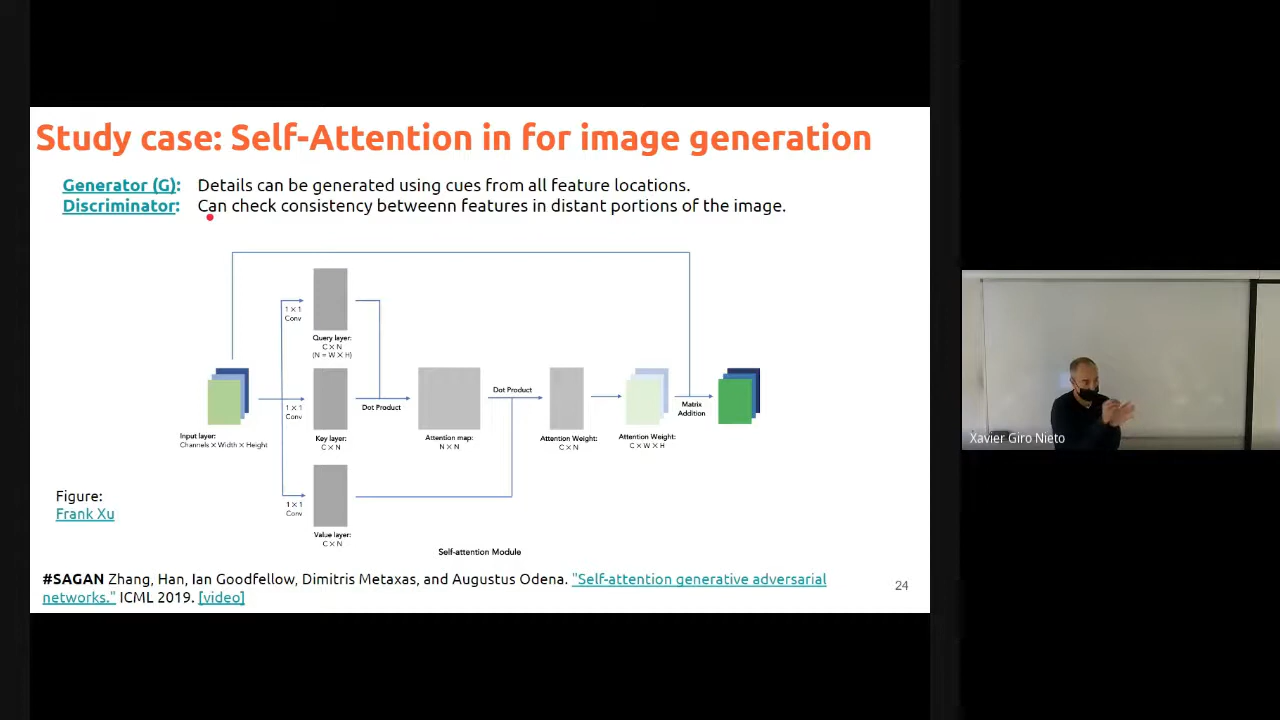 Study case: Self-Attention in for image generation
Generator (G): Details can be generated using cues from all feature locations.
Discriminator: Can check consistency betweenn features in distant portions of the image.
1 × 1
Conv
Query layer:
C × N
(N = W × H)
Input layer:
Channels × Width × Height
1 × 1
Conv
Key layer:
C × N
Dot Product
Attention map:
N × N
Dot Product
Attention Weight:
C × N
Attention Weight:
C × W × H
Matrix
Addition
1 × 1
Conv
Value layer:
C × N
Self-attention Module
Figure:
Frank Xu
#SAGAN Zhang, Han, Ian Goodfellow, Dimitris Metaxas, and Augustus Odena. "Self-attention generative adversarial
networks." ICML 2019. [video]
24
Xavier Giro Nieto